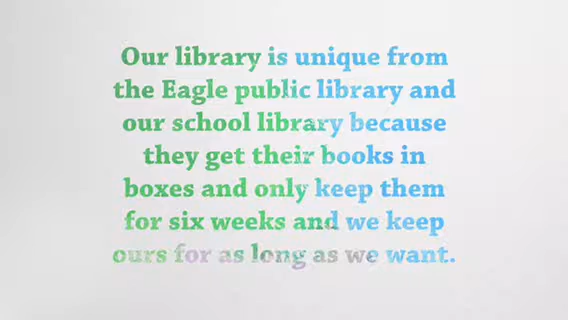 Our library is unique from
the Eagle public library and
our school library because
they get their books in
boxes and only keep them
for six weeks and we keep
ours for as long as we want.